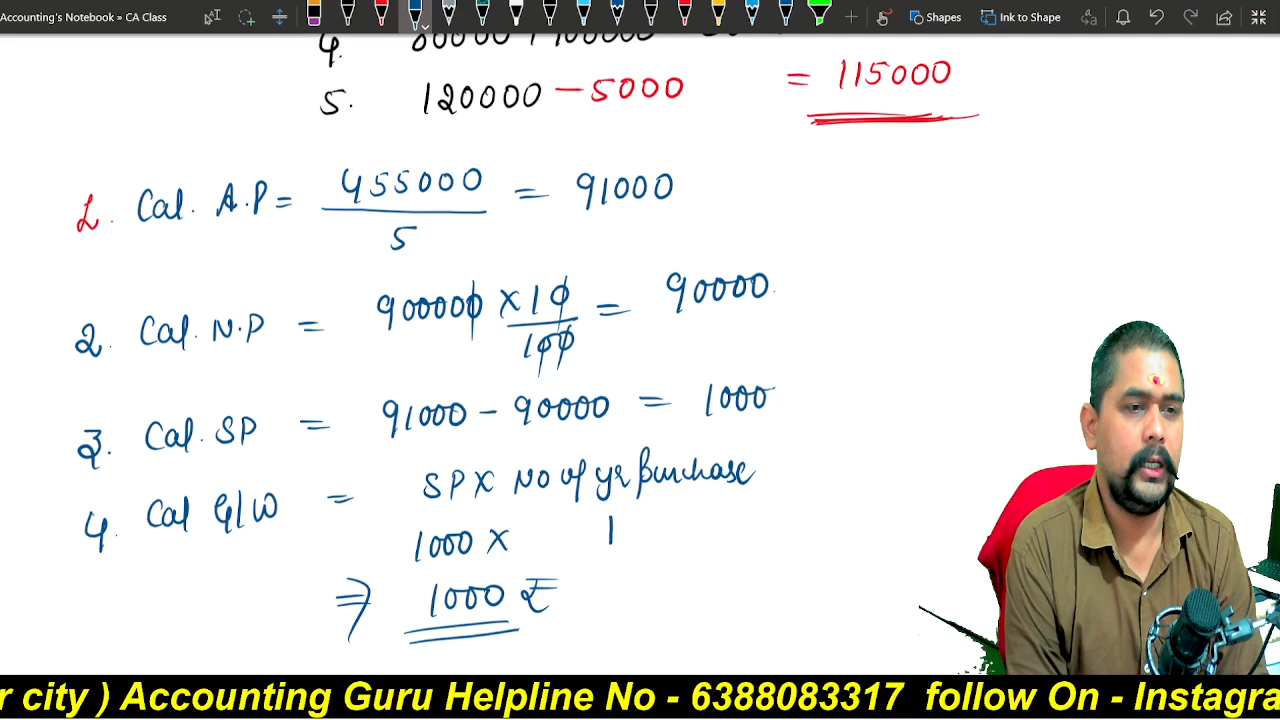 Accounting's Notebook » CA Class
Shapes
Ink to Shape
4.
5. 120000 - 5000 = 115000
1. Cal. A.P = 455000 / 5 = 91000
2. Cal. N.P = 900000 × 10 / 100 = 90000
3. Cal. SP = 91000 - 90000 = 1000
4. Cal G/W = SP X No of yr purchase
1000 X 1
⇒ 1000 ₹
r city ) Accounting Guru Helpline No - 6388083317 follow On - Instagra